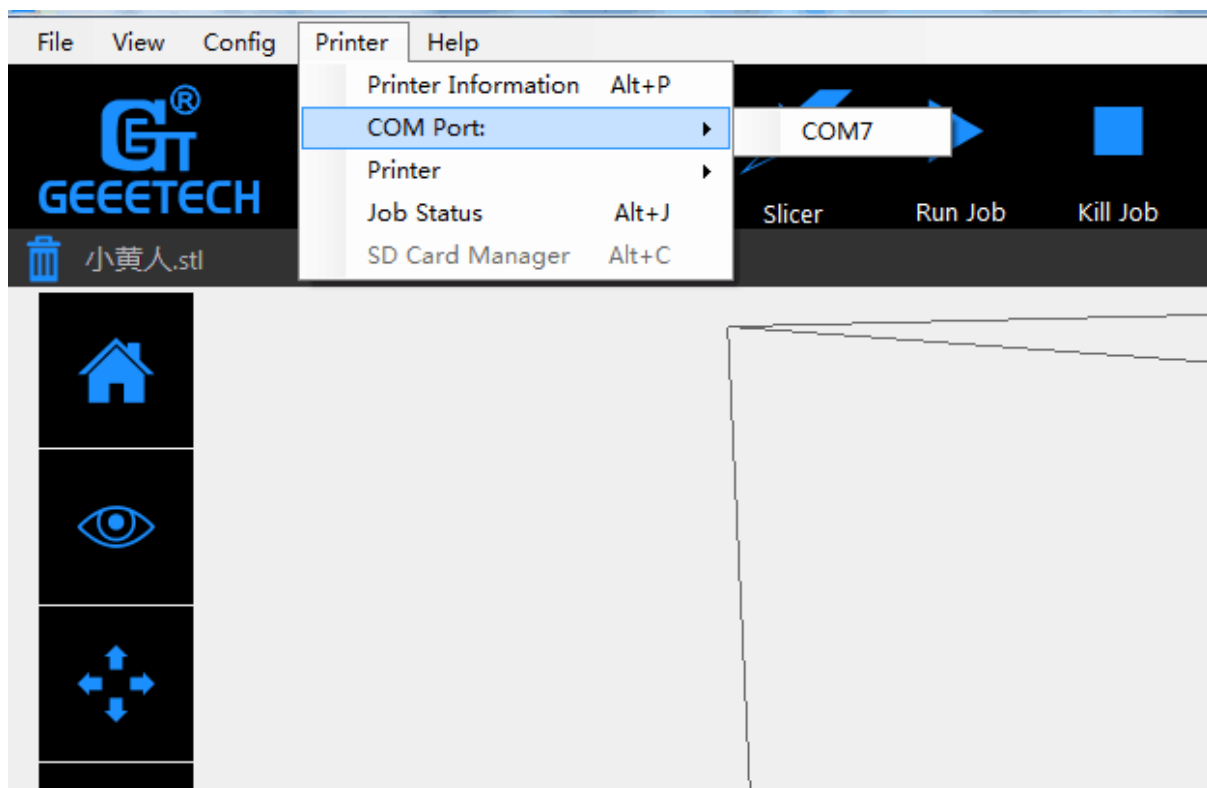 File View Config Printer Help
Printer Information Alt+P
COM Port:
COM7
Printer
Job Status Alt+J
SD Card Manager Alt+C
GET®
GEEETECH
Slicer Run Job Kill Job
小黄人.stl